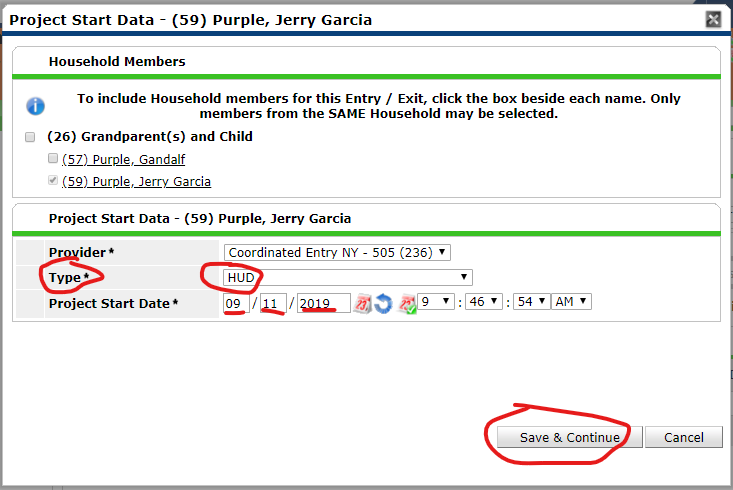 Project Start Data - (59) Purple, Jerry Garcia
Household Members
To include Household members for this Entry / Exit, click the box beside each name. Only
members from the SAME Household may be selected.
(26) Grandparent(s) and Child
(57) Purple, Gandalf
(59) Purple, Jerry Garcia
Project Start Data - (59) Purple, Jerry Garcia
Provider* Coordinated Entry NY - 505 (236)
Type* HUD
Project Start Date* 09 / 11 / 2019 9 : 46 : 54 AM
Save & Continue Cancel